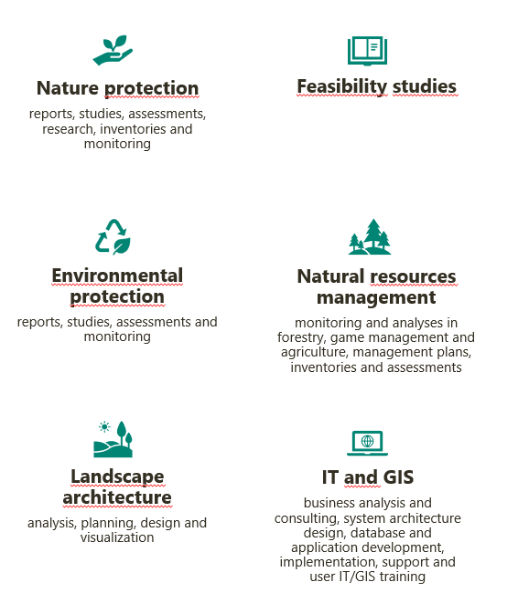 Nature protection
reports, studies, assessments,
research, inventories and
monitoring
Feasibility studies
Environmental
protection
reports, studies, assessments and
monitoring
Natural resources
management
monitoring and analyses in
forestry, game management and
agriculture, management plans,
inventories and assessments
Landscape
architecture
analysis, planning, design and
visualization
IT and GIS
business analysis and
consulting, system architecture
design, database and
application development,
implementation, support and
user IT/GIS training